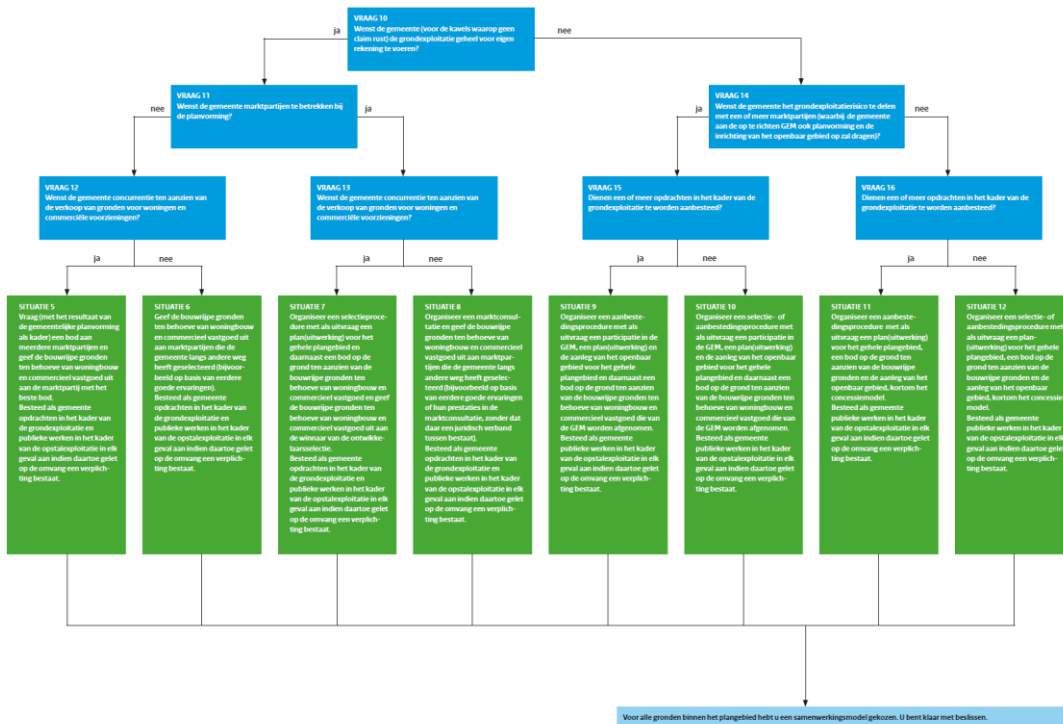 VRAAG 10
Wenst de gemeente (voor de kavels waarop geen
claim rust) de grondexploitatie geheel voor eigen
rekening te voeren?
ja
nee
VRAAG 11
Wenst de gemeente marktpartijen te betrekken bij
de planvorming?
nee
ja
VRAAG 14
Wenst de gemeente het grondexploitatierisico te delen
met een of meer marktpartijen (waarbij de gemeente
aan de op te richten GEM ook planvorming en de
inrichting van het openbaar gebied op zal dragen)?
ja
nee
VRAAG 12
Wenst de gemeente concurrentie ten aanzien van
de verkoop van gronden voor woningen en
commerciële voorzieningen?
VRAAG 13
Wenst de gemeente concurrentie ten aanzien van
de verkoop van gronden voor woningen en
commerciële voorzieningen?
VRAAG 15
Dienen een of meer opdrachten in het kader van de
grondexploitatie te worden aanbesteed?
VRAAG 16
Dienen een of meer opdrachten in het kader van de
grondexploitatie te worden aanbesteed?
ja
nee
ja
nee
ja
nee
ja
nee
SITUATIE 5
Vraag (met het resultaat van
de gemeentelijke planvorming
als kader) een bod aan
meerdere marktpartijen en
geef de bouwrijpe gronden
ten behoeve van woningbouw
en commercieel vastgoed uit
aan de marktpartij met het
beste bod.
Besteed als gemeente
opdrachten in het kader van
de grondexploitatie en
publieke werken in het kader
van de opstalexploitatie in elk
geval aan indien daartoe gelet
op de omvang een verplich-
ting bestaat.
SITUATIE 6
Geef de bouwrijpe gronden
ten behoeve van woningbouw
en commercieel vastgoed uit
aan marktpartijen die de
gemeente langs andere weg
heeft geselecteerd (bijvoor-
beeld op basis van eerdere
goede ervaringen).
Besteed als gemeente
opdrachten in het kader van
de grondexploitatie en
publieke werken in het kader
van de opstalexploitatie in elk
geval aan indien daartoe gelet
op de omvang een verplich-
ting bestaat.
SITUATIE 7
Organiseer een selectieproce-
dure met als uitvraag een
plan(uitwerking) voor het
gehele plangebied en
daarnaast een bod op de
grond ten aanzien van de
bouwrijpe gronden ten
behoeve van woningbouw en
commercieel vastgoed en geef
de bouwrijpe gronden ten
behoeve van woningbouw en
commercieel vastgoed uit aan
de winnaar van de ontwikke-
laarsselectie.
Besteed als gemeente
opdrachten in het kader van
de grondexploitatie en
publieke werken in het kader
van de opstalexploitatie in elk
geval aan indien daartoe gelet
op de omvang een verplich-
ting bestaat.
SITUATIE 8
Organiseer een marktconsul-
tatie en geef de bouwrijpe
gronden ten behoeve van
woningbouw en commercieel
vastgoed uit aan marktpar-
tijen die de gemeente langs
andere weg heeft geselec-
teerd (bijvoorbeeld op basis
van eerdere goede ervaringen
of hun prestaties in de
marktconsultatie, zonder dat
daar een juridisch verband
tussen bestaat).
Besteed als gemeente
opdrachten in het kader van
de grondexploitatie en
publieke werken in het kader
van de opstalexploitatie in elk
geval aan indien daartoe gelet
op de omvang een verplich-
ting bestaat.
SITUATIE 9
Organiseer een aanbeste-
dingsprocedure met als
uitvraag een participatie in de
GEM, een plan(uitwerking) en
de aanleg van het openbaar
gebied voor het gehele
plangebied en daarnaast een
bod op de grond ten aanzien
van de bouwrijpe gronden ten
behoeve van woningbouw en
commercieel vastgoed die van
de GEM worden afgenomen.
Besteed als gemeente
publieke werken in het kader
van de opstalexploitatie in elk
geval aan indien daartoe gelet
op de omvang een verplich-
ting bestaat.
SITUATIE 10
Organiseer een selectie- of
aanbestedingsprocedure met
als uitvraag een participatie in
de GEM, een plan(uitwerking)
en de aanleg van het openbaar
gebied voor het gehele
plangebied en daarnaast een
bod op de grond ten aanzien
van de bouwrijpe gronden ten
behoeve van woningbouw en
commercieel vastgoed die van
de GEM worden afgenomen.
Besteed als gemeente
publieke werken in het kader
van de opstalexploitatie in elk
geval aan indien daartoe gelet
op de omvang een verplich-
ting bestaat.
SITUATIE 11
Organiseer een aanbeste-
dingsprocedure met als
uitvraag een plan(uitwerking)
voor het gehele plangebied,
een bod op de grond ten
aanzien van de bouwrijpe
gronden en de aanleg van het
openbaar gebied, kortom het
concessiemodel.
Besteed als gemeente
publieke werken in het kader
van de opstalexploitatie in elk
geval aan indien daartoe gelet
op de omvang een verplich-
ting bestaat.
SITUATIE 12
Organiseer een selectie- of
aanbestedingsprocedure met
als uitvraag een plan-
(uitwerking) voor het gehele
plangebied, een bod op de
grond ten aanzien van de
bouwrijpe gronden en de
aanleg van het openbaar
gebied, kortom het concessie
model.
Besteed als gemeente
publieke werken in het kader
van de opstalexploitatie in elk
geval aan indien daartoe gelet
op de omvang een verplich-
ting bestaat.
Voor alle gronden binnen het plangebied hebt u een samenwerkingsmodel gekozen. U bent klaar met beslissen.